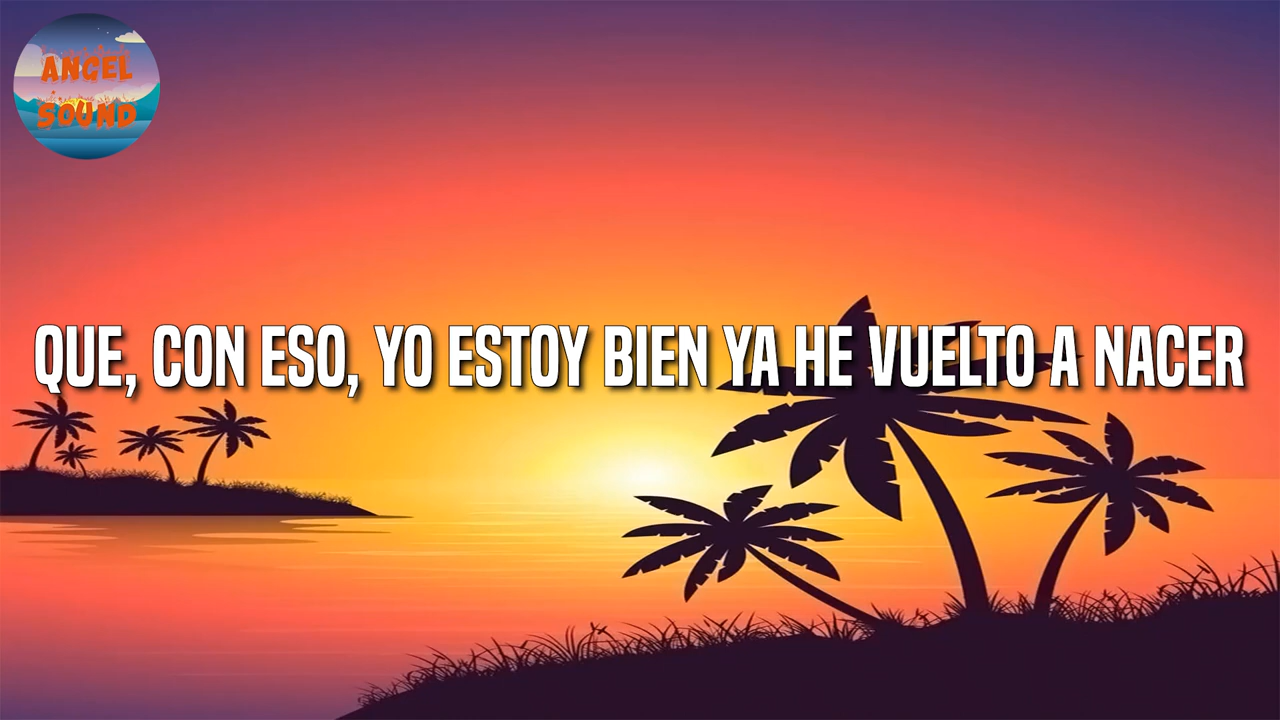 ANGEL
SOUND
QUE, CON ESO, YO ESTOY BIEN YA HE VUELTO A NACER